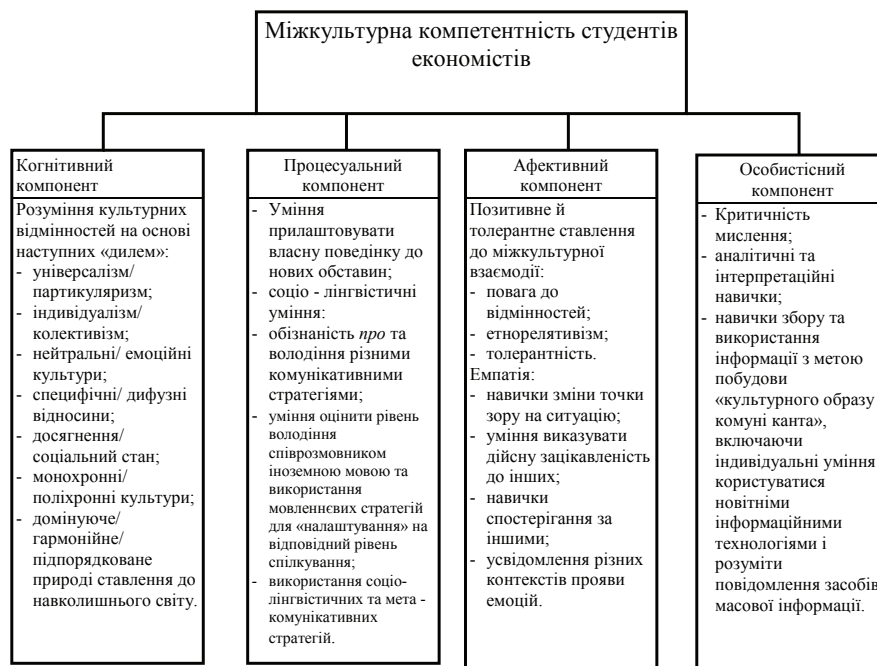 Міжкультурна компетентність студентів
економістів
Когнітивний
компонент
Розуміння культурних
відмінностей на основі
наступних «дилем»:
- універсалізм/
партикуляризм;
- індивідуалізм/
колективізм;
- нейтральні/ емоційні
культури;
- специфічні/ дифузні
відносини;
- досягнення/
соціальний стан;
- монохронні/
поліхронні культури;
- домінуюче/
гармонійне/
підпорядковане
природі ставлення до
навколишнього світу.
Процесуальний
компонент
- Уміння
прилаштовувати
власну поведінку до
нових обставин;
- соціо - лінгвістичні
уміння:
- обізнаність про та
володіння різними
комунікативними
стратегіями;
- уміння оцінити рівень
володіння
співрозмовником
іноземною мовою та
використання
мовленнєвих стратегій
для «налаштування» на
відповідний рівень
спілкування;
- використання соціо-
лінгвістичних та мета -
комунікативних
стратегій.
Афективний
компонент
Позитивне й
толерантне ставлення
до міжкультурної
взаємодії:
- повага до
відмінностей;
- етнорелятивізм;
- толерантність.
Емпатія:
- навички зміни точки
зору на ситуацію;
- уміння виказувати
дійсну зацікавленість
до інших;
- навички
спостерігання за
іншими;
- усвідомлення різних
контекстів прояви
емоцій.
Особистісний
компонент
- Критичність
мислення;
- аналітичні та
інтерпретаційні
навички;
- навички збору та
використання
інформації з метою
побудови
«культурного образу
комуні канта»,
включаючи
індивідуальні уміння
користуватися
новітніми
інформаційними
технологіями і
розуміти
повідомлення засобів
масової інформації.